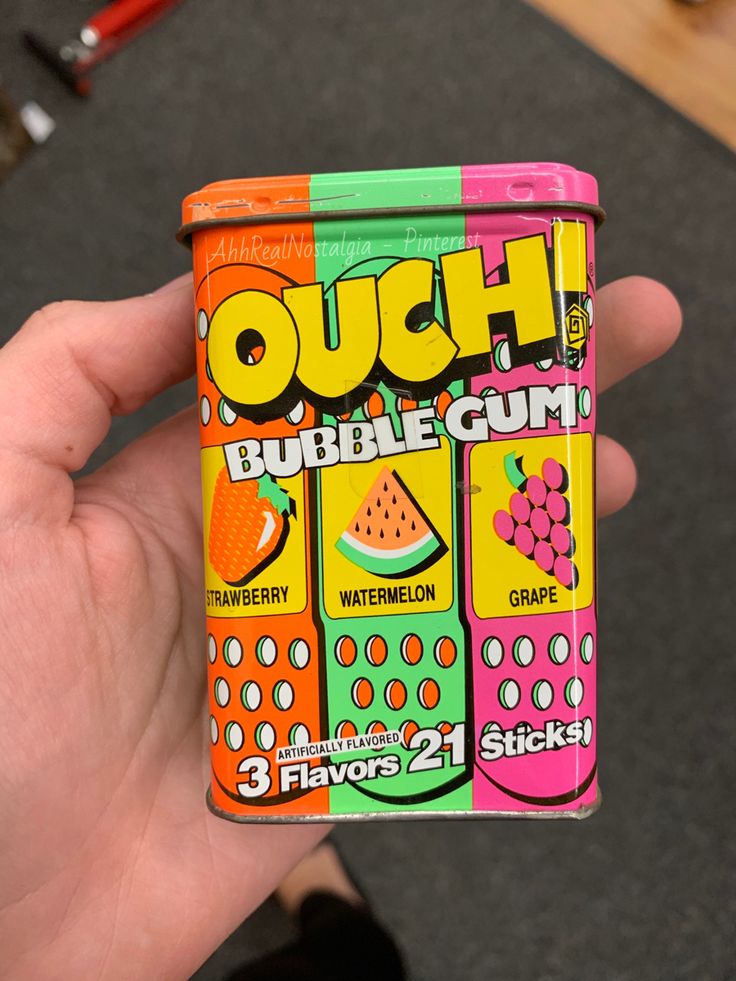 AhhRealNostalgia - Pinterest
OUCH! ®
BUBBLE GUM
STRAWBERRY
WATERMELON
GRAPE
ARTIFICIALLY FLAVORED
3 Flavors 21 Sticks